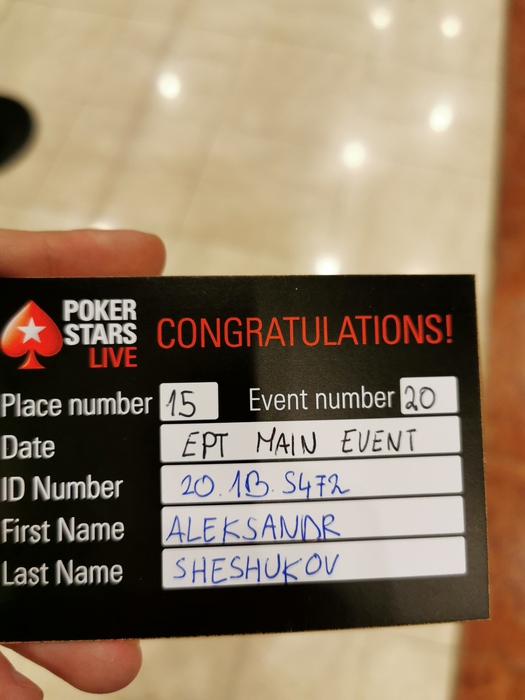 POKER STARS LIVE
CONGRATULATIONS!
Place number 15 Event number 20
Date EPT MAIN EVENT
ID Number 20.1B.S472
First Name ALEKSANDR
Last Name SHESHUKOV